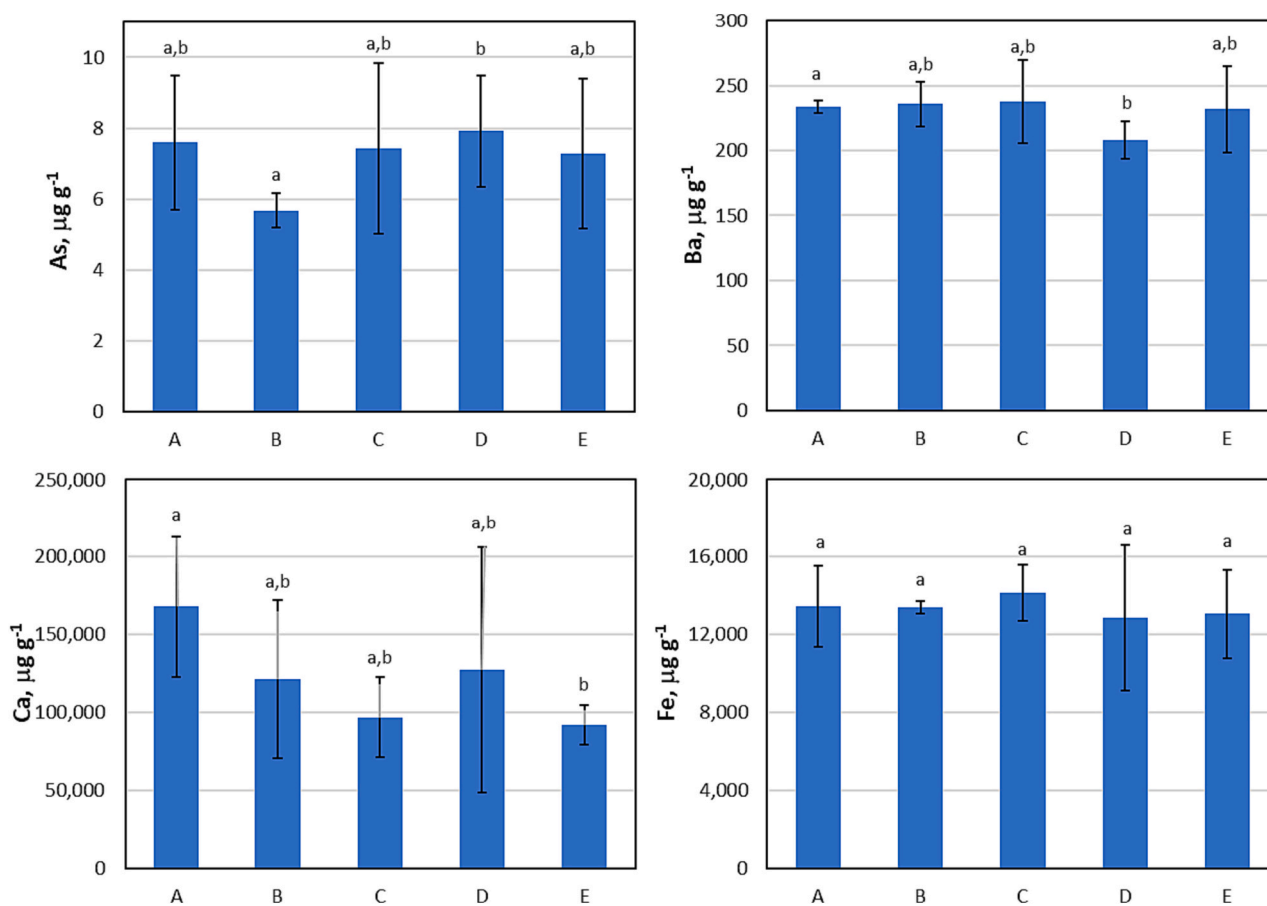 As, µg g-1
10
8
6
4
2
0
a,b
a
a,b
b
a,b
A B C D E
Ba, µg g-1
300
250
200
150
100
50
0
a
a,b
a,b
b
a,b
A B C D E
Ca, µg g-1
250,000
200,000
150,000
100,000
50,000
0
a
a,b
a,b
a,b
b
A B C D E
Fe, µg g-1
20,000
16,000
12,000
8,000
4,000
0
a
a
a
a
a
A B C D E